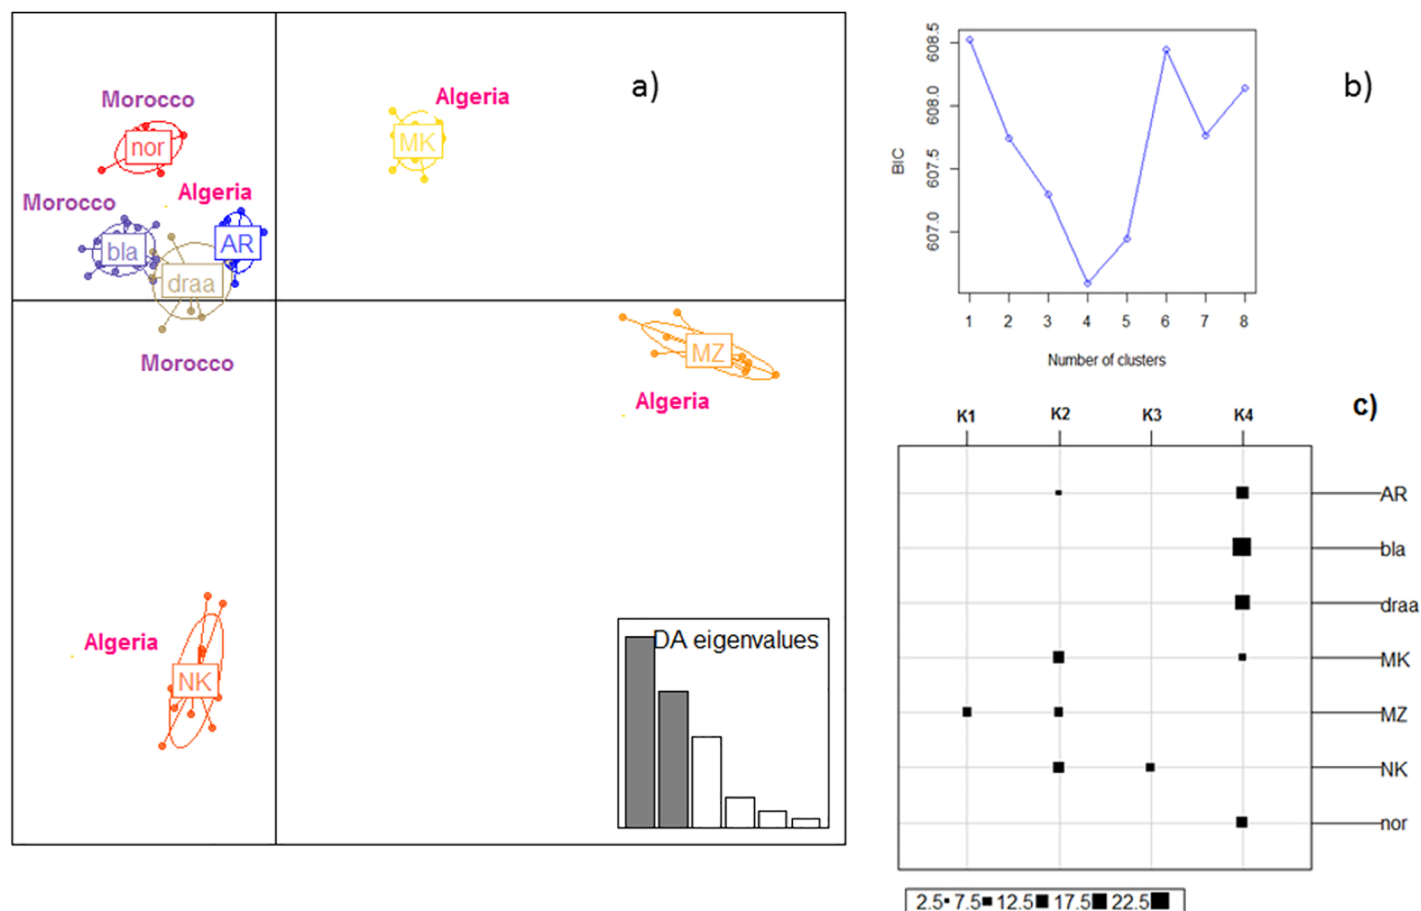 a)
Morocco
Algeria
nor
MK
Morocco
Algeria
bla
AR
draa
Morocco
MZ
Algeria
Algeria
NK
DA eigenvalues
b)
608.5
608.0
607.5
607.0
BIC
1 2 3 4 5 6 7 8
Number of clusters
c)
K1 K2 K3 K4
AR
bla
draa
MK
MZ
NK
nor
2.5 7.5 12.5 17.5 22.5